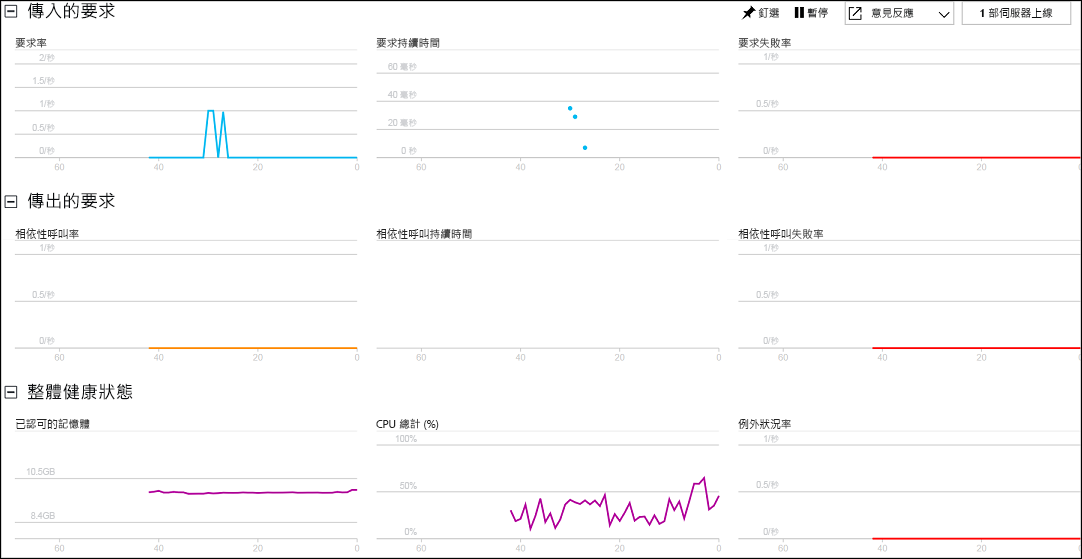 傳入的要求
釘選 暫停 意見反應 1 部伺服器上線
要求率 要求持續時間 要求失敗率
2/秒
1.5/秒
1/秒
0.5/秒
0/秒
60 40 20 0
60 毫秒
40 毫秒
20 毫秒
0 秒
60 40 20 0
1/秒
0.5/秒
0/秒
60 40 20 0
傳出的要求
相依性呼叫率 相依性呼叫持續時間 相依性呼叫失敗率
1/秒
0.5/秒
0/秒
60 40 20 0
60 40 20 0
1/秒
0.5/秒
0/秒
60 40 20 0
整體健康狀態
已認可的記憶體 CPU 總計 (%) 例外狀況率
10.5GB
8.4GB
60 40 20 0
100%
50%
0%
60 40 20 0
1/秒
0.5/秒
0/秒
60 40 20 0